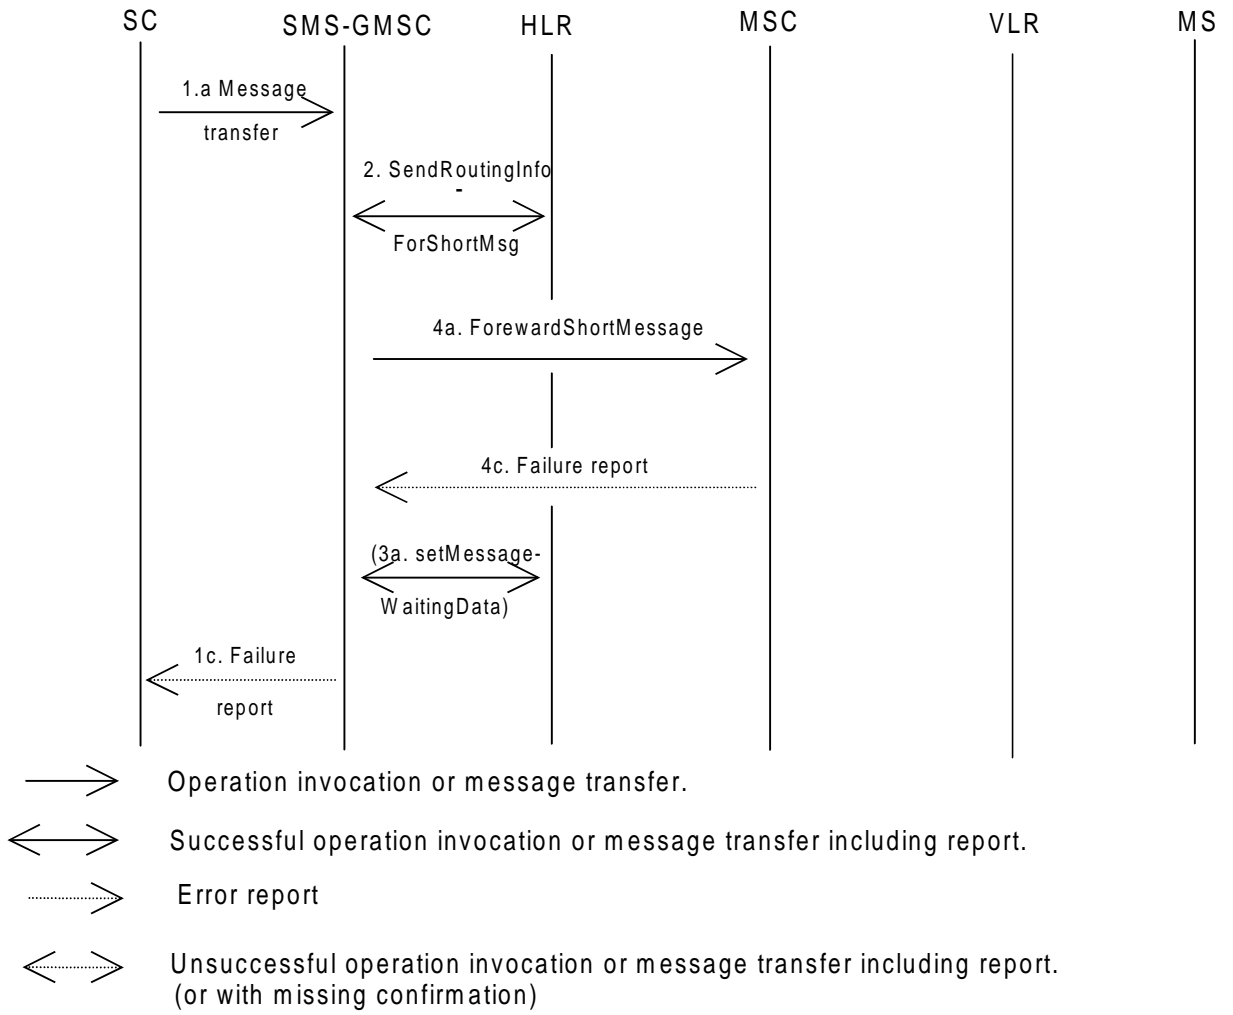 SC SMS-GMSC HLR MSC VLR MS
1.a Message
transfer
2. SendRoutingInfo
-
ForShortMsg
4a. ForewardShortMessage
4c. Failure report
(3a. setMessage-
WaitingData)
1c. Failure
report
Operation invocation or message transfer.
Successful operation invocation or message transfer including report.
Error report
Unsuccessful operation invocation or message transfer including report.
(or with missing confirmation)